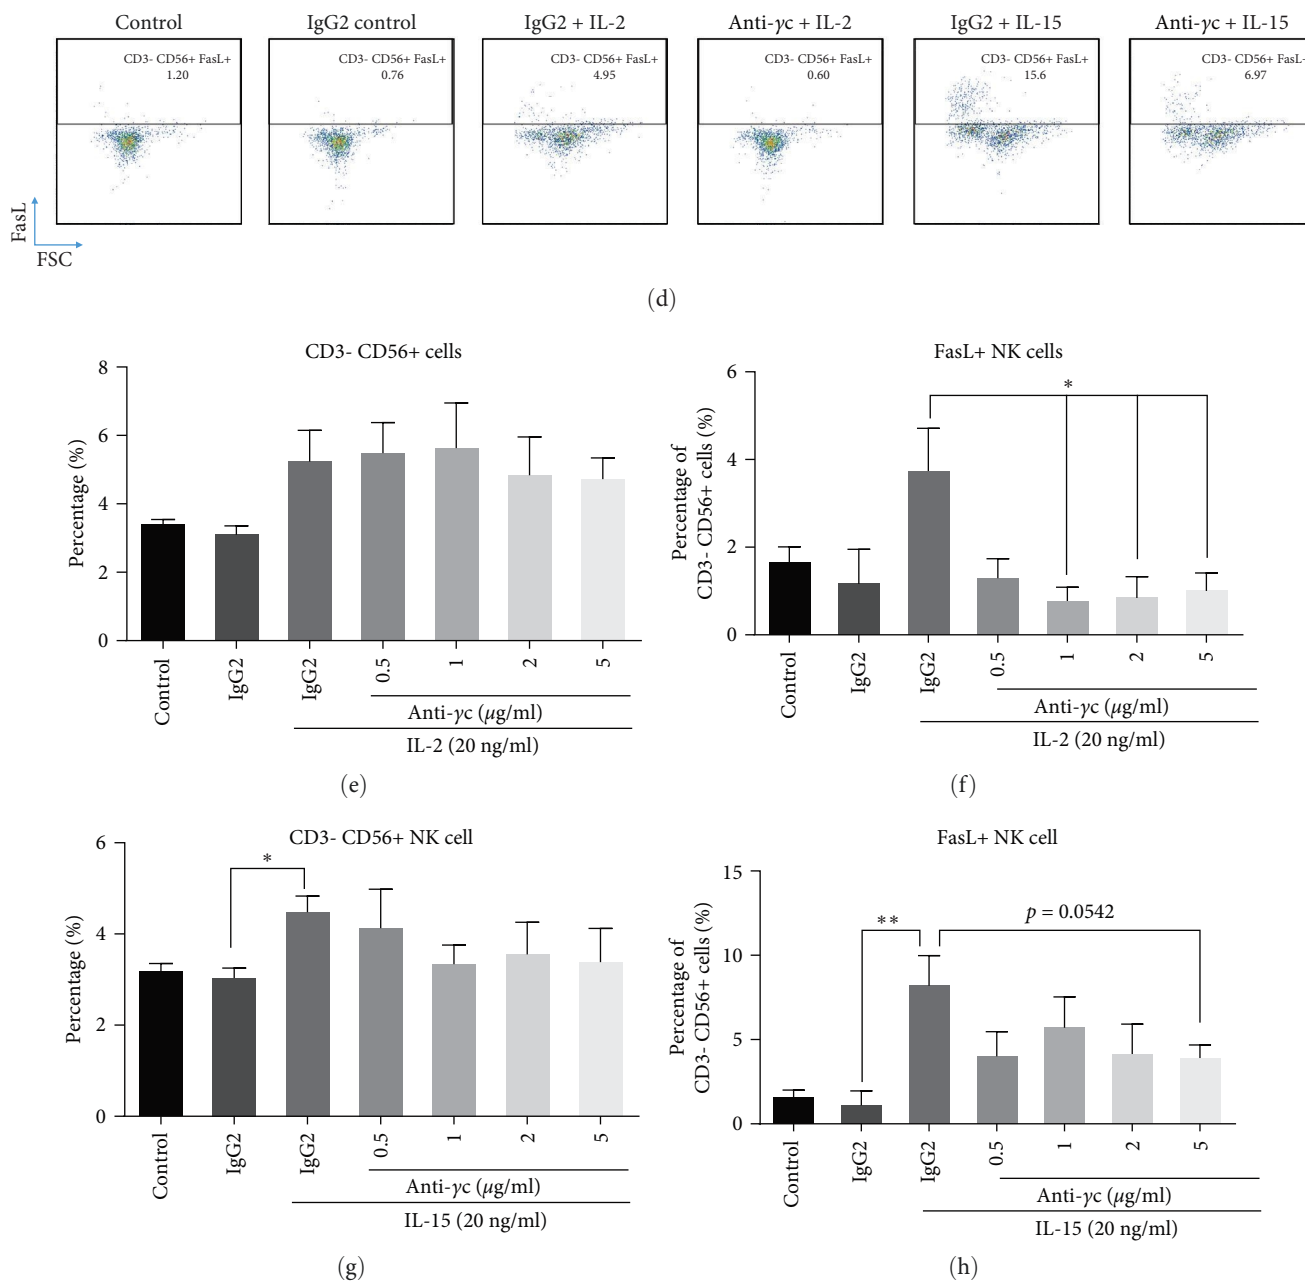 Control
IgG2 control
IgG2 + IL-2
Anti-γc + IL-2
IgG2 + IL-15
Anti-γc + IL-15
CD3- CD56+ FasL+
1.20
CD3- CD56+ FasL+
0.76
CD3- CD56+ FasL+
4.95
CD3- CD56+ FasL+
0.60
CD3- CD56+ FasL+
15.6
CD3- CD56+ FasL+
6.97
FasL
FSC
(d)
CD3- CD56+ cells
Percentage (%)
8
6
4
2
0
Control
IgG2
IgG2
0.5
1
2
5
Anti-γc (μg/ml)
IL-2 (20 ng/ml)
(e)
FasL+ NK cells
Percentage of
CD3- CD56+ cells (%)
6
4
2
0
*
Control
IgG2
IgG2
0.5
1
2
5
Anti-γc (μg/ml)
IL-2 (20 ng/ml)
(f)
CD3- CD56+ NK cell
Percentage (%)
6
4
2
0
*
Control
IgG2
IgG2
0.5
1
2
5
Anti-γc (μg/ml)
IL-15 (20 ng/ml)
(g)
FasL+ NK cell
Percentage of
CD3- CD56+ cells (%)
15
10
5
0
**
p = 0.0542
Control
IgG2
IgG2
0.5
1
2
5
Anti-γc (μg/ml)
IL-15 (20 ng/ml)
(h)